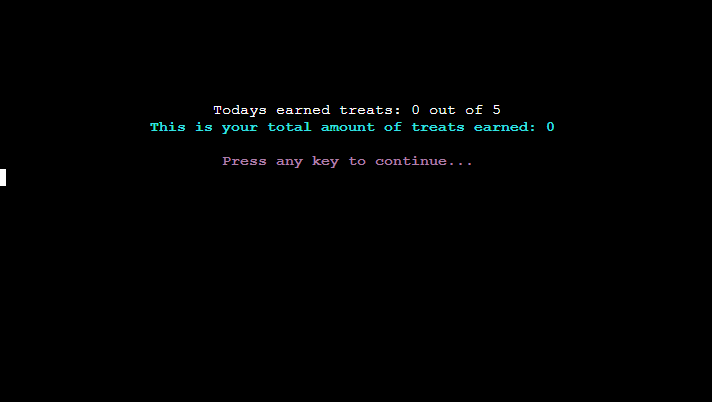 Todays earned treats: 0 out of 5
This is your total amount of treats earned: 0
Press any key to continue...